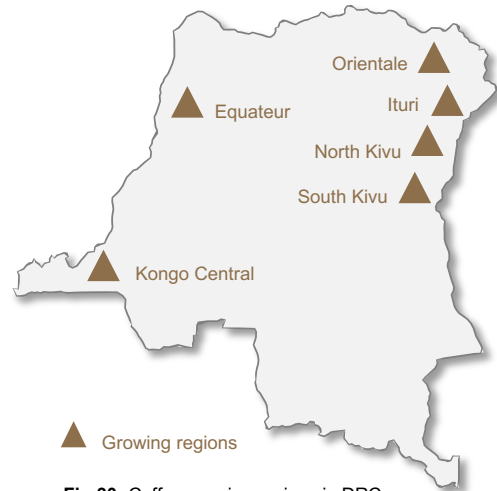 Orientale
Ituri
Equateur
North Kivu
South Kivu
Kongo Central
Growing regions